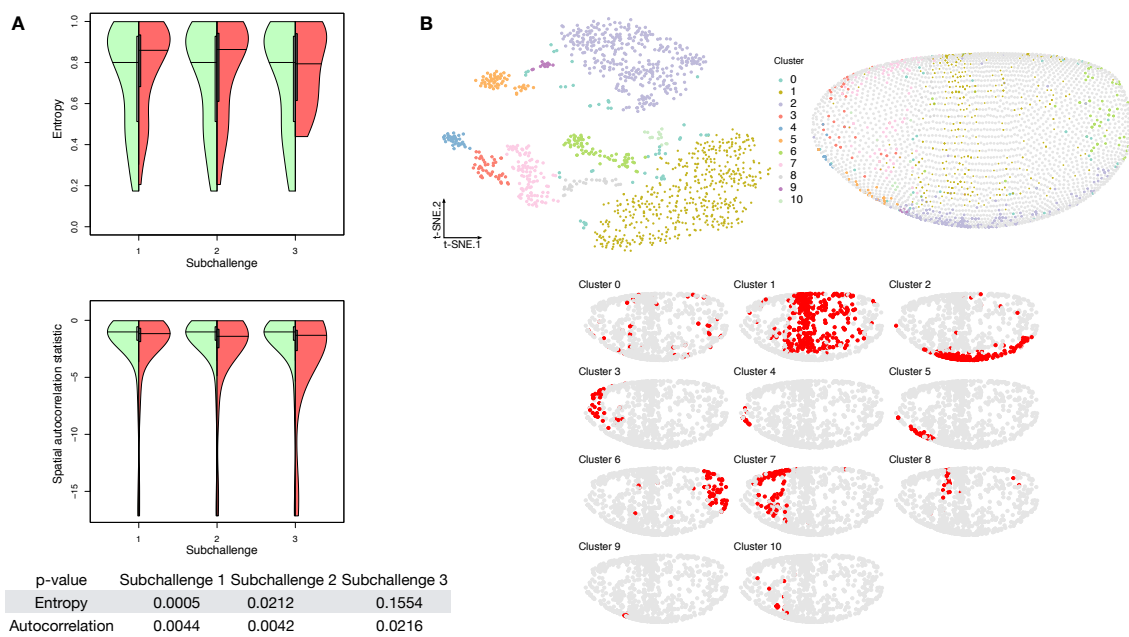 A
Entropy
1.0
0.8
0.6
0.4
0.2
0.0
1
2
3
Subchallenge
Spatial autocorrelation statistic
0
−5
−10
−15
1
2
3
Subchallenge
p-value Subchallenge 1 Subchallenge 2 Subchallenge 3
Entropy 0.0005 0.0212 0.1554
Autocorrelation 0.0044 0.0042 0.0216
B
t-SNE.2
t-SNE.1
Cluster
0
1
2
3
4
5
6
7
8
9
10
Cluster 0
Cluster 1
Cluster 2
Cluster 3
Cluster 4
Cluster 5
Cluster 6
Cluster 7
Cluster 8
Cluster 9
Cluster 10